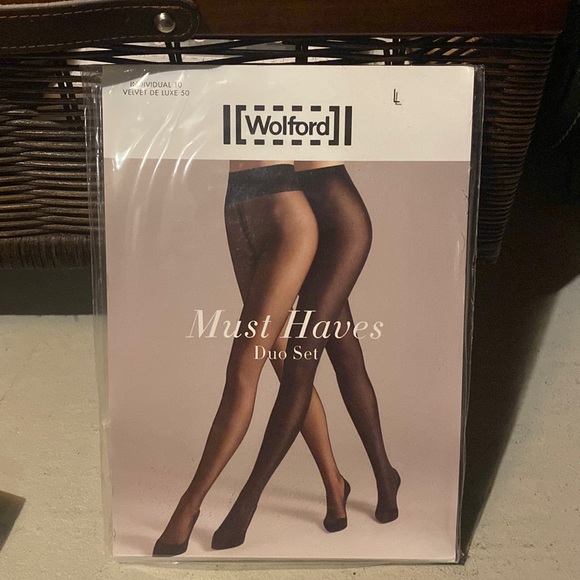 INDIVIDUAL 10
VELVET DE LUXE 50
L
Wolford
Must Haves
Duo Set